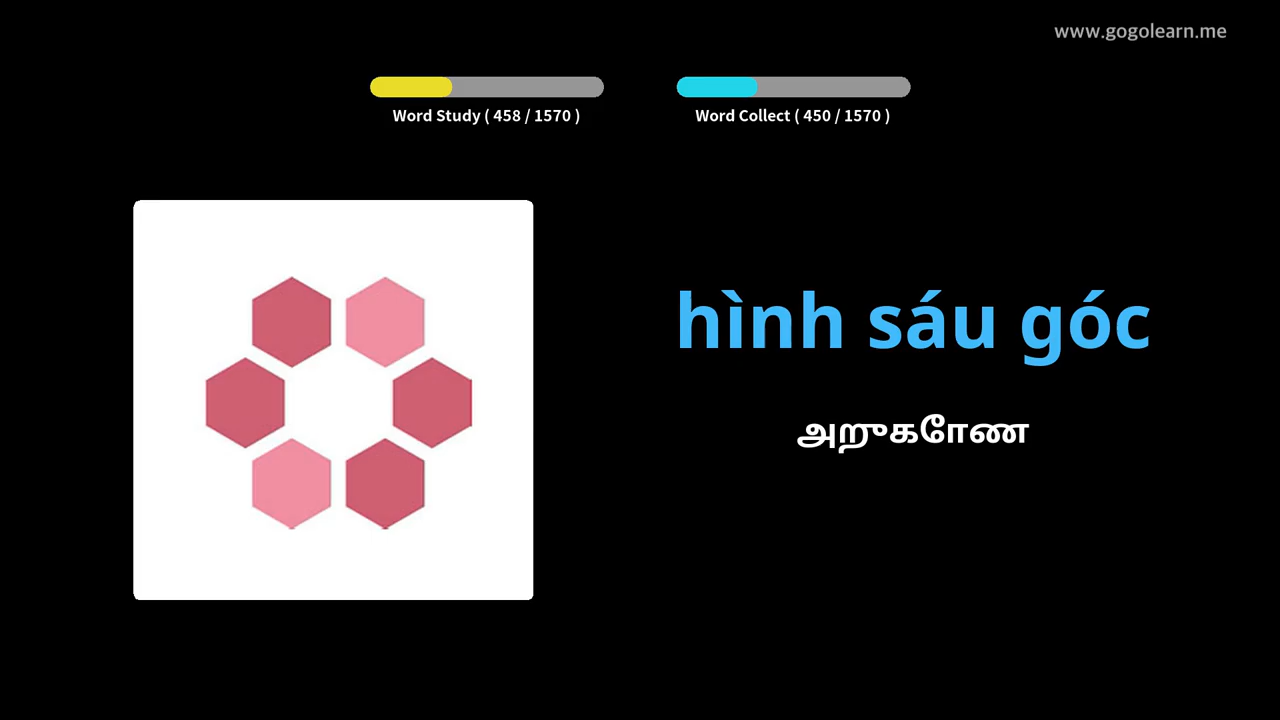 www.gogolearn.me
Word Study ( 458 / 1570 )
Word Collect ( 450 / 1570 )
hình sáu góc
அறுகோண